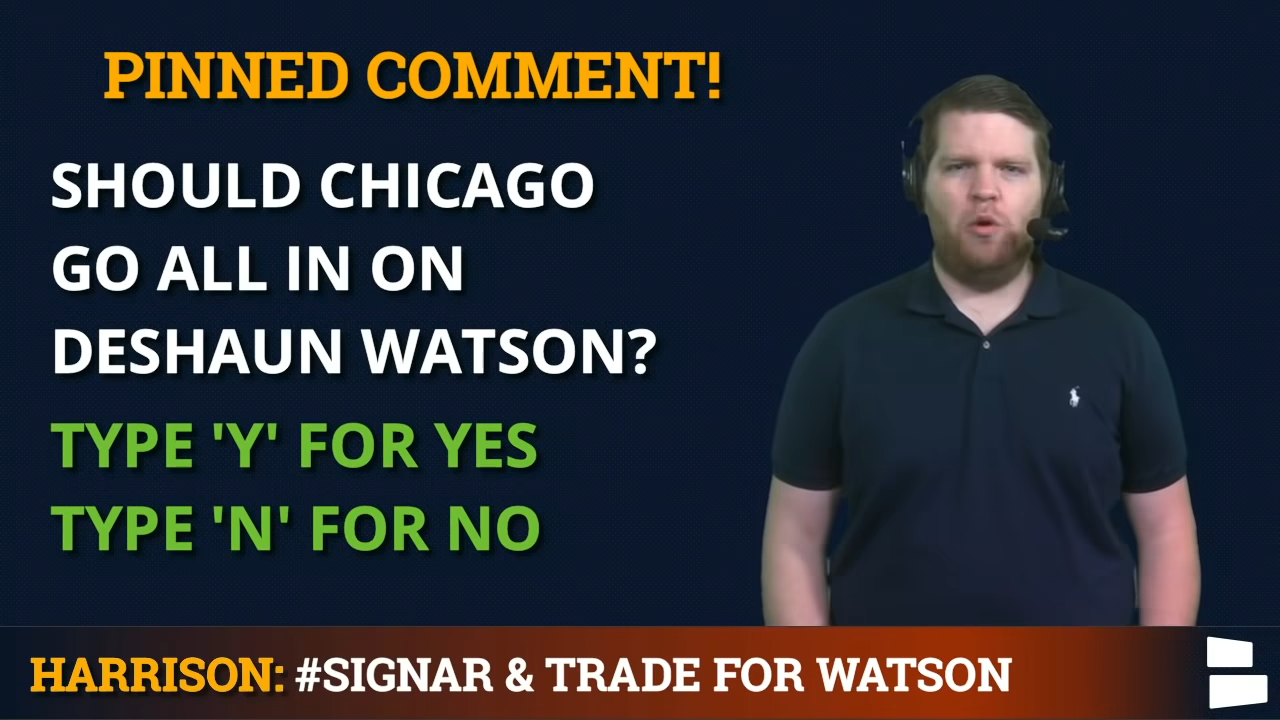 PINNED COMMENT!
SHOULD CHICAGO
GO ALL IN ON
DESHAUN WATSON?
TYPE 'Y' FOR YES
TYPE 'N' FOR NO
HARRISON: #SIGNAR & TRADE FOR WATSON